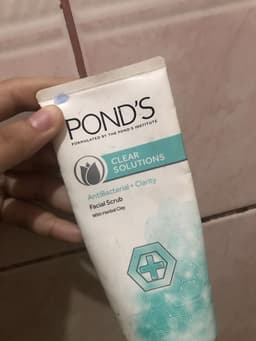 POND'S
FORMULATED BY THE POND'S INSTITUTE
CLEAR
SOLUTIONS
AntiBacterial + Clarity
Facial Scrub
With Herbal Clay